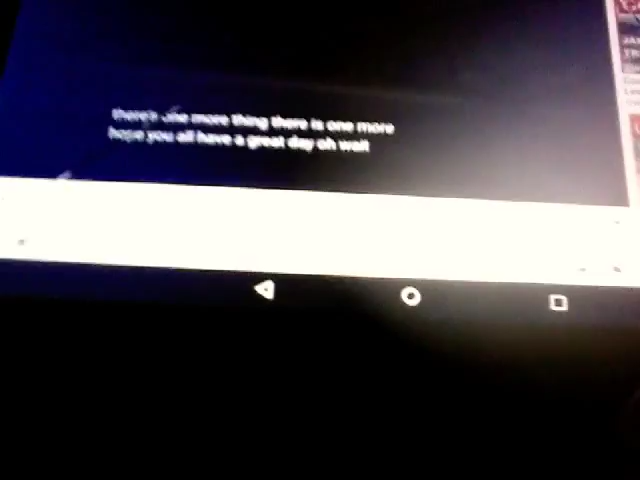 there's one more thing there is one more
hope you all have a great day oh wait